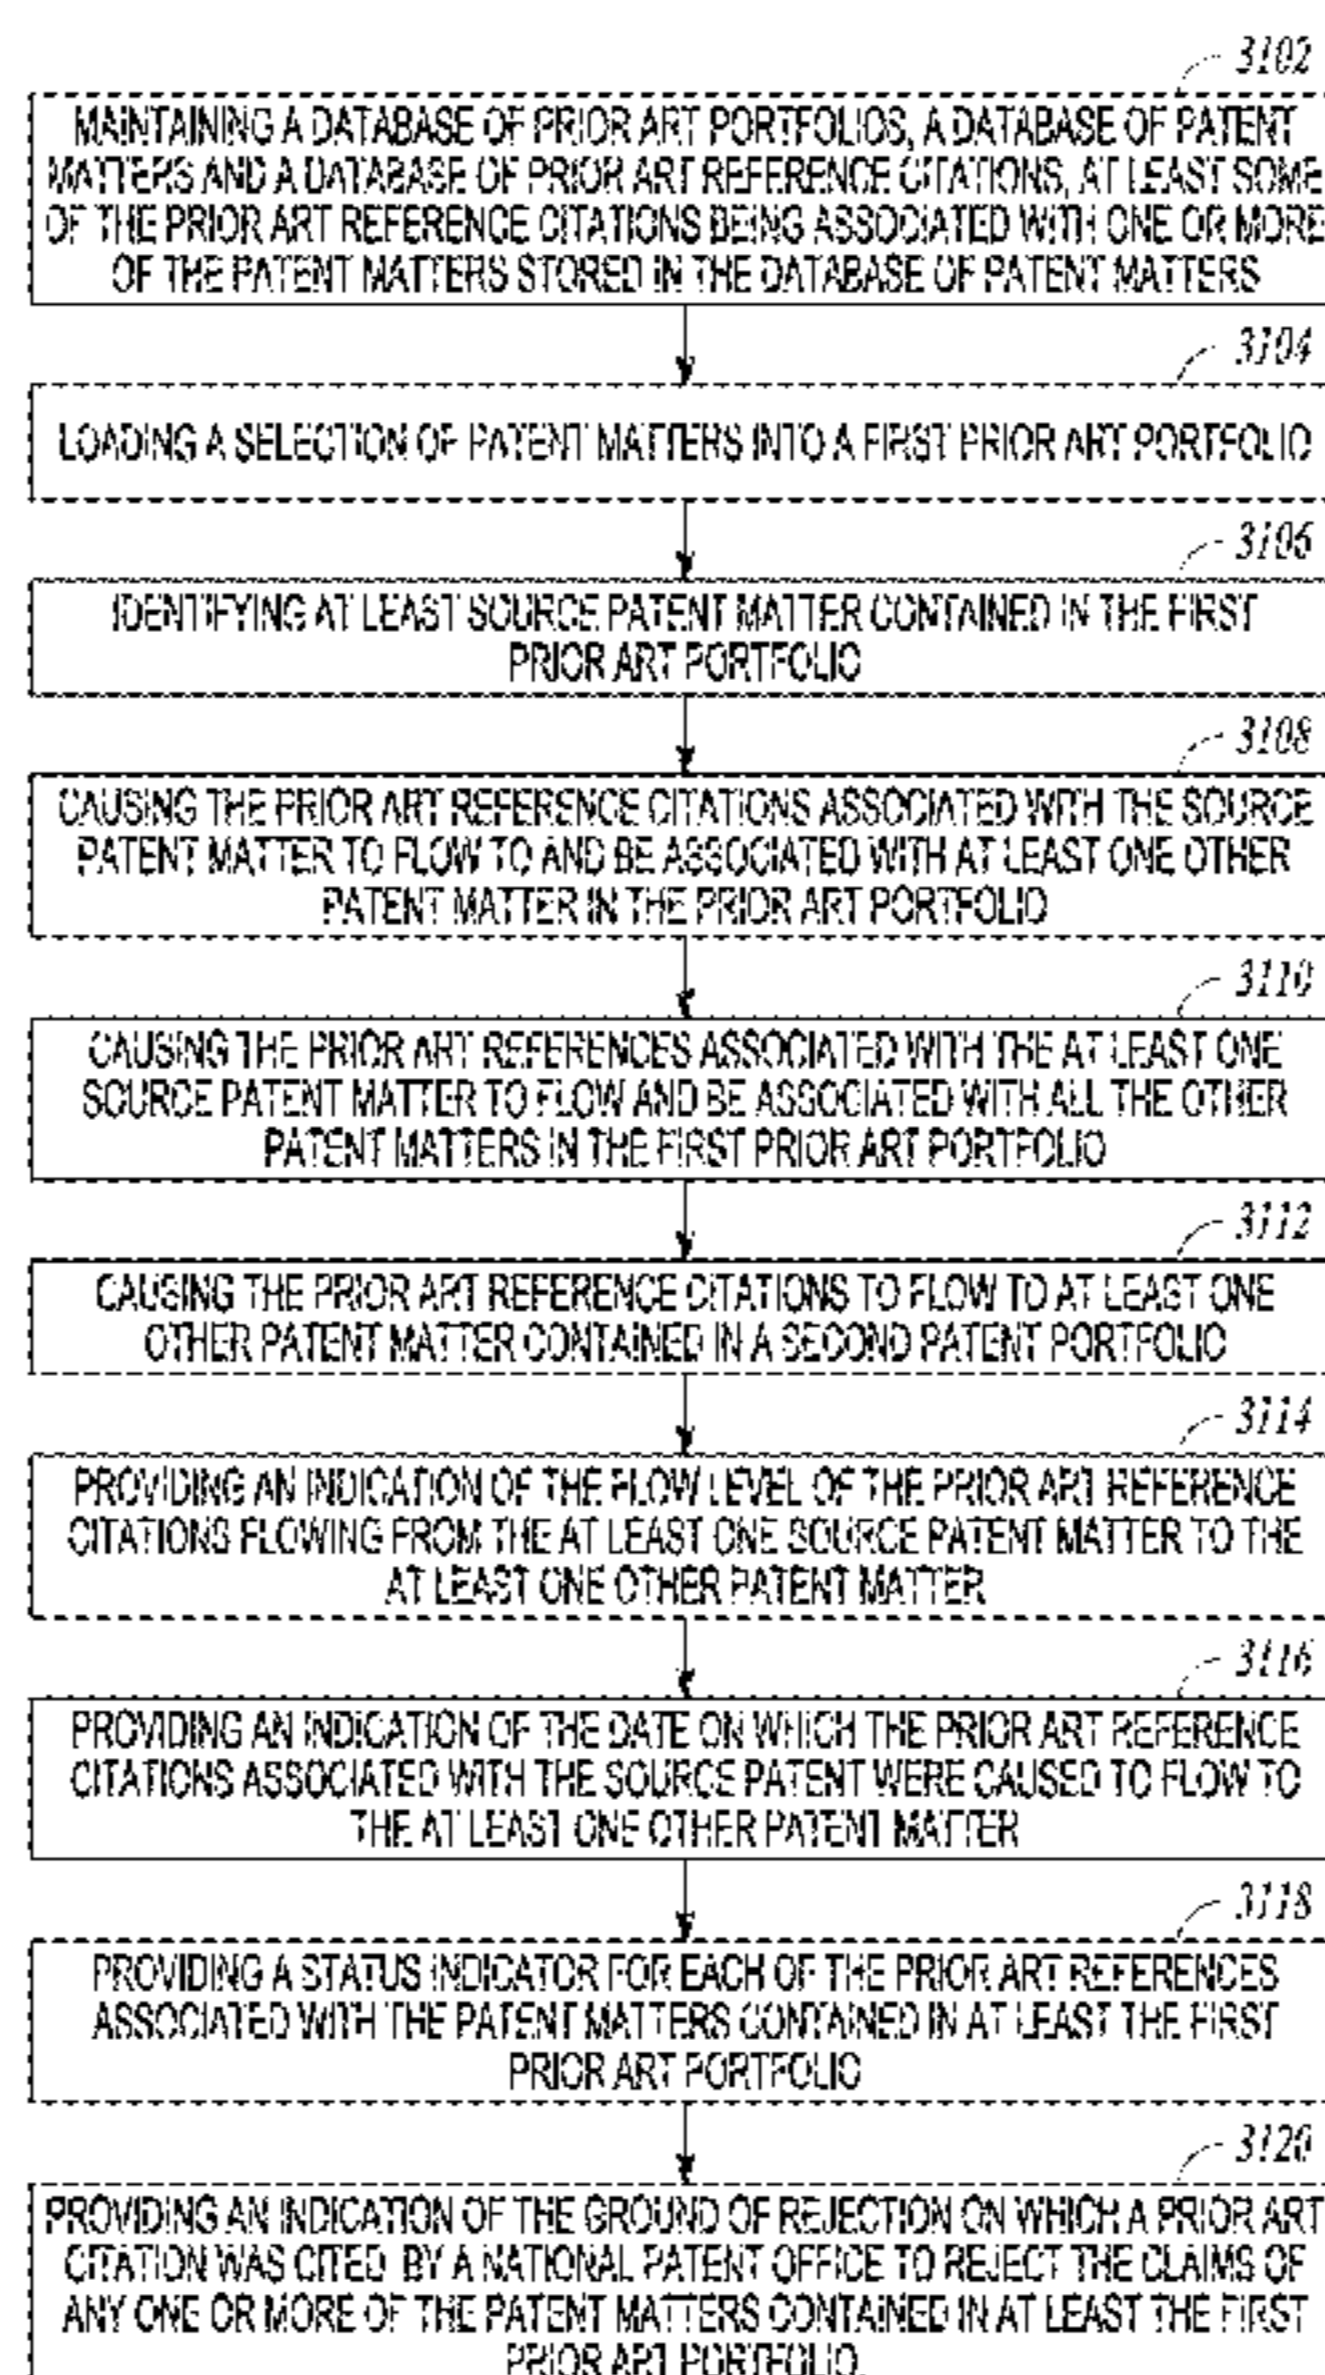 3102
MAINTAINING A DATABASE OF PRIOR ART PORTFOLIOS, A DATABASE OF PATENT
MATTERS AND A DATABASE OF PRIOR ART REFERENCE CITATIONS, AT LEAST SOME
OF THE PRIOR ART REFERENCE CITATIONS BEING ASSOCIATED WITH ONE OR MORE
OF THE PATENT MATTERS STORED IN THE DATABASE OF PATENT MATTERS
3104
LOADING A SELECTION OF PATENT MATTERS INTO A FIRST PRIOR ART PORTFOLIO
3106
IDENTIFYING AT LEAST SOURCE PATENT MATTER CONTAINED IN THE FIRST
PRIOR ART PORTFOLIO
3108
CAUSING THE PRIOR ART REFERENCE CITATIONS ASSOCIATED WITH THE SOURCE
PATENT MATTER TO FLOW TO AND BE ASSOCIATED WITH AT LEAST ONE OTHER
PATENT MATTER IN THE PRIOR ART PORTFOLIO
3110
CAUSING THE PRIOR ART REFERENCES ASSOCIATED WITH THE AT LEAST ONE
SOURCE PATENT MATTER TO FLOW AND BE ASSOCIATED WITH ALL THE OTHER
PATENT MATTERS IN THE FIRST PRIOR ART PORTFOLIO
3112
CAUSING THE PRIOR ART REFERENCE CITATIONS TO FLOW TO AT LEAST ONE
OTHER PATENT MATTER CONTAINED IN A SECOND PATENT PORTFOLIO
3114
PROVIDING AN INDICATION OF THE FLOW LEVEL OF THE PRIOR ART REFERENCE
CITATIONS FLOWING FROM THE AT LEAST ONE SOURCE PATENT MATTER TO THE
AT LEAST ONE OTHER PATENT MATTER
3116
PROVIDING AN INDICATION OF THE DATE ON WHICH THE PRIOR ART REFERENCE
CITATIONS ASSOCIATED WITH THE SOURCE PATENT WERE CAUSED TO FLOW TO
THE AT LEAST ONE OTHER PATENT MATTER
3118
PROVIDING A STATUS INDICATOR FOR EACH OF THE PRIOR ART REFERENCES
ASSOCIATED WITH THE PATENT MATTERS CONTAINED IN AT LEAST THE FIRST
PRIOR ART PORTFOLIO
3120
PROVIDING AN INDICATION OF THE GROUND OF REJECTION ON WHICH A PRIOR ART
CITATION WAS CITED BY A NATIONAL PATENT OFFICE TO REJECT THE CLAIMS OF
ANY ONE OR MORE OF THE PATENT MATTERS CONTAINED IN AT LEAST THE FIRST
PRIOR ART PORTFOLIO.